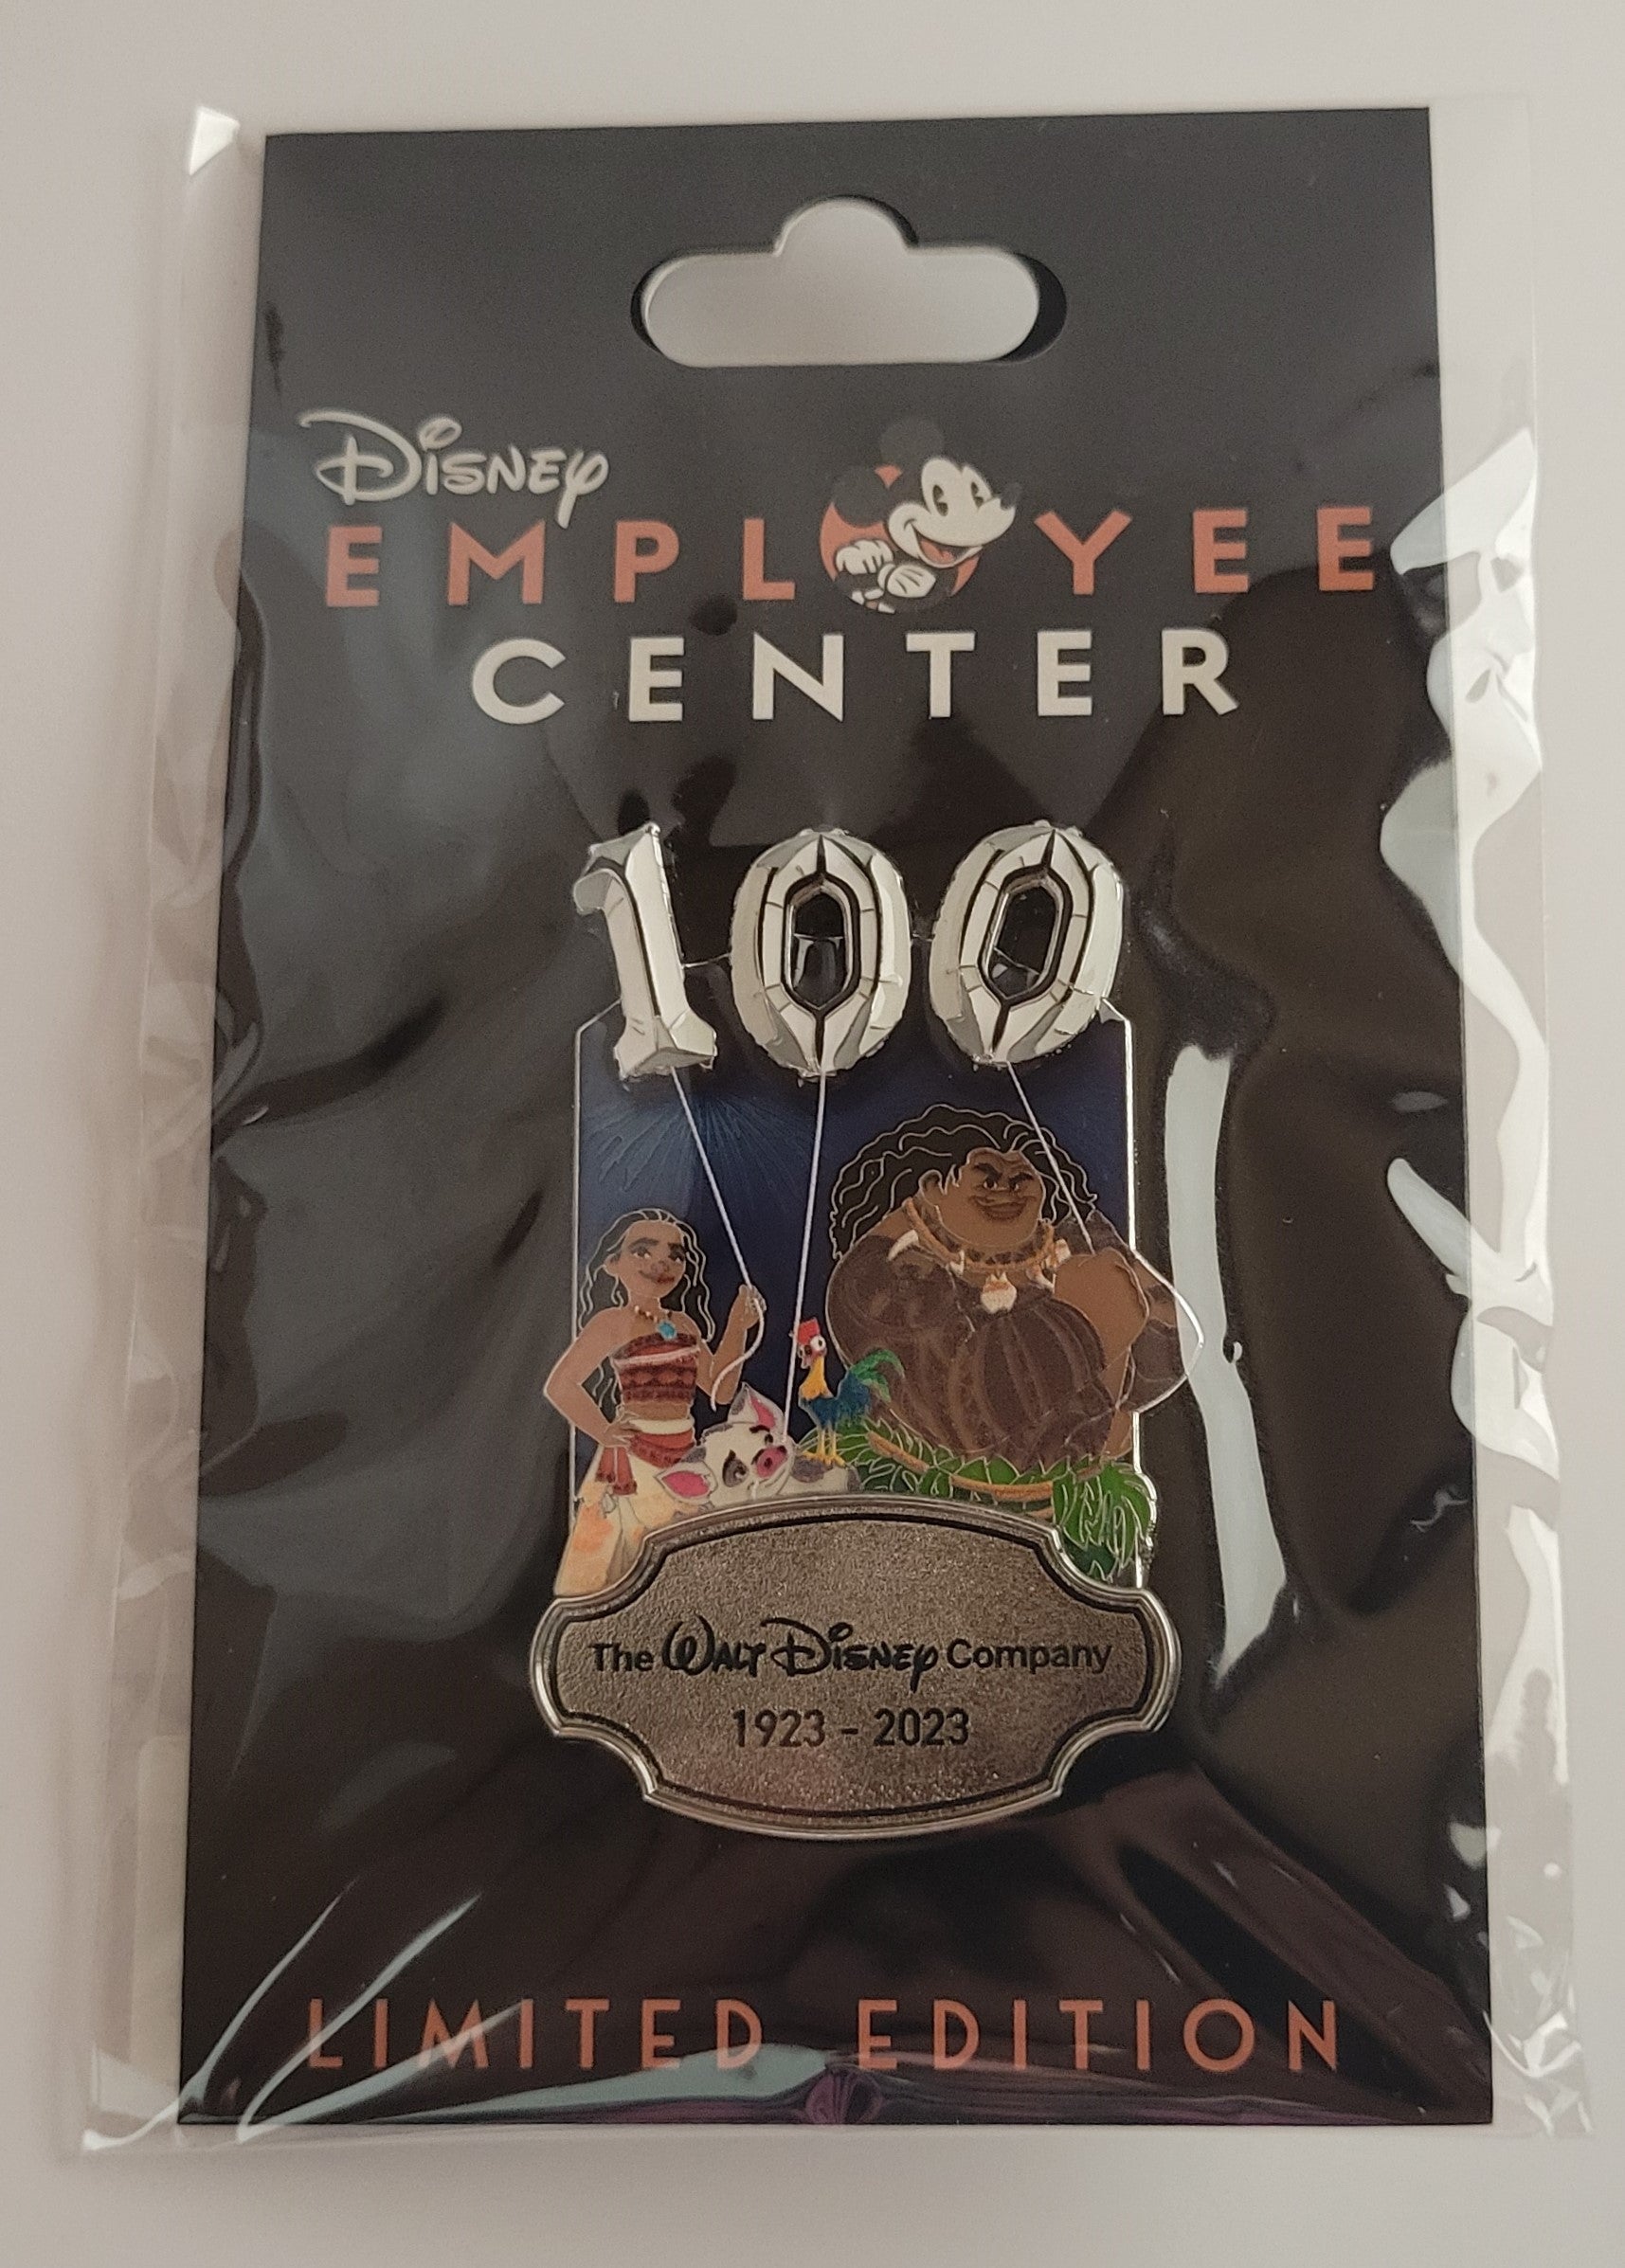 Disney
EMPLOYEE
CENTER
100
The Walt Disney Company
1923 - 2023
LIMITED EDITION